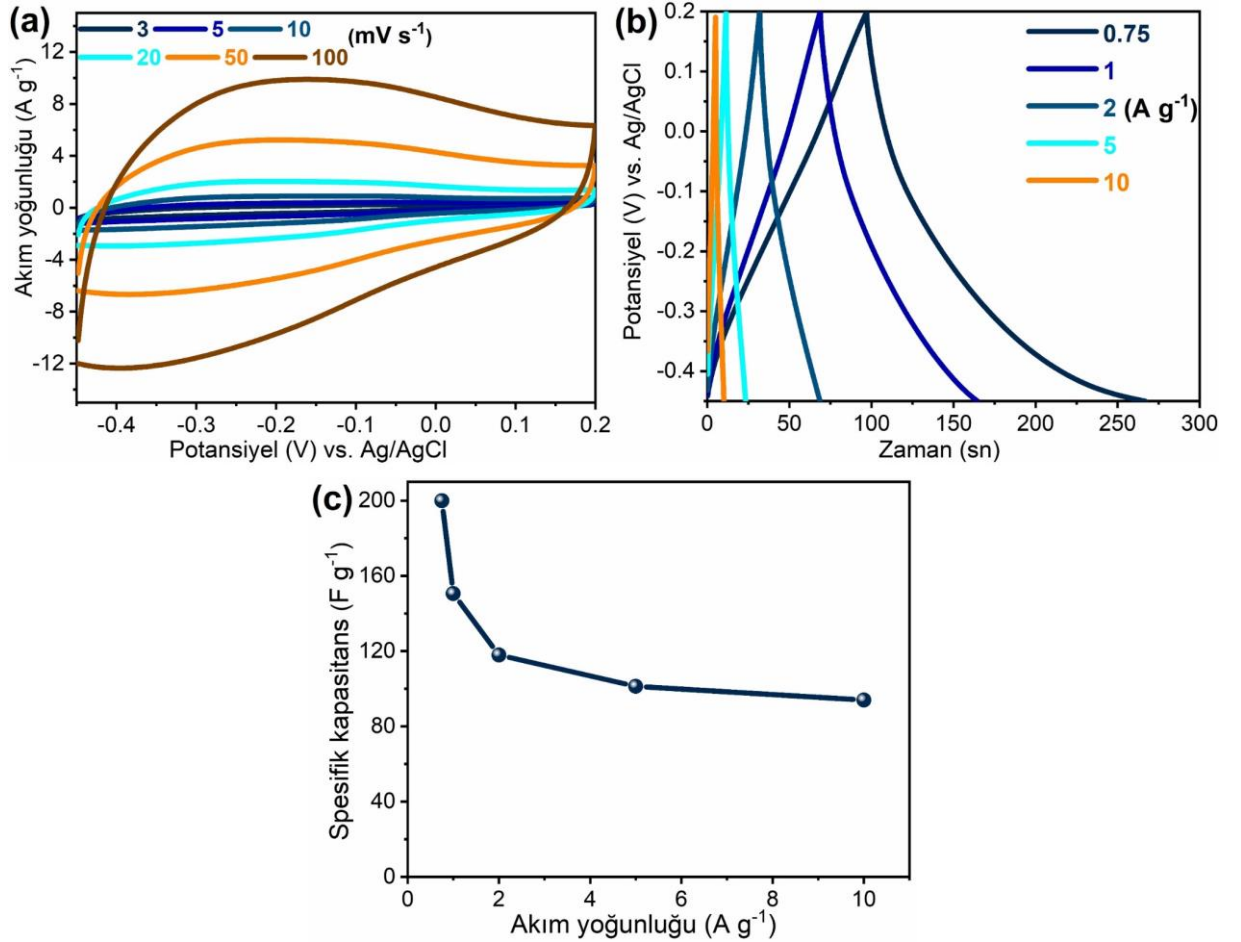 (a)
3 5 10 (mV s⁻¹)
20 50 100
Akım yoğunluğu (A g⁻¹)
12
8
4
0
-4
-8
-12
-0.4 -0.3 -0.2 -0.1 0.0 0.1 0.2
Potansiyel (V) vs. Ag/AgCl
(b)
0.75
1
2 (A g⁻¹)
5
10
Potansiyel (V) vs. Ag/AgCl
0.2
0.1
0.0
-0.1
-0.2
-0.3
-0.4
0 50 100 150 200 250 300
Zaman (sn)
(c)
Spesifik kapasitans (F g⁻¹)
200
160
120
80
40
0
0 2 4 6 8 10
Akım yoğunluğu (A g⁻¹)